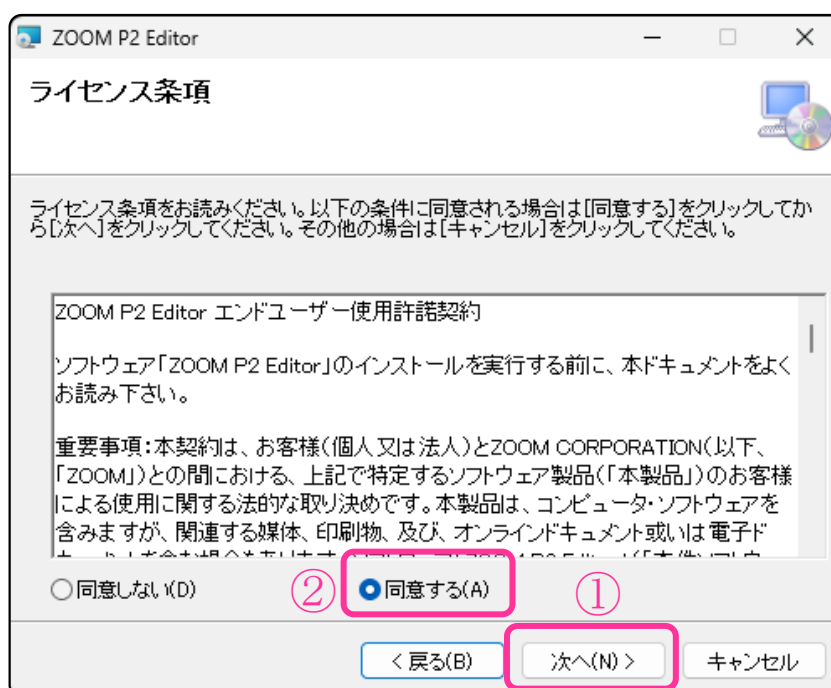 ZOOM P2 Editor
ライセンス条項
ライセンス条項をお読みください。以下の条件に同意される場合は[同意する]をクリックしてか
ら[次へ]をクリックしてください。その他の場合は[キャンセル]をクリックしてください。
ZOOM P2 Editor エンドユーザー使用許諾契約
ソフトウェア「ZOOM P2 Editor」のインストールを実行する前に、本ドキュメントをよく
お読み下さい。
重要事項：本契約は、お客様(個人又は法人)とZOOM CORPORATION(以下、
「ZOOM」)との間における、上記で特定するソフトウェア製品(「本製品」)のお客様
による使用に関する法的な取り決めです。本製品は、コンピュータ・ソフトウェアを
含みますが、関連する媒体、印刷物、及び、オンラインドキュメント或いは電子ド
同意しない(D) ② 同意する(A) ①
< 戻る(B) 次へ(N) > キャンセル